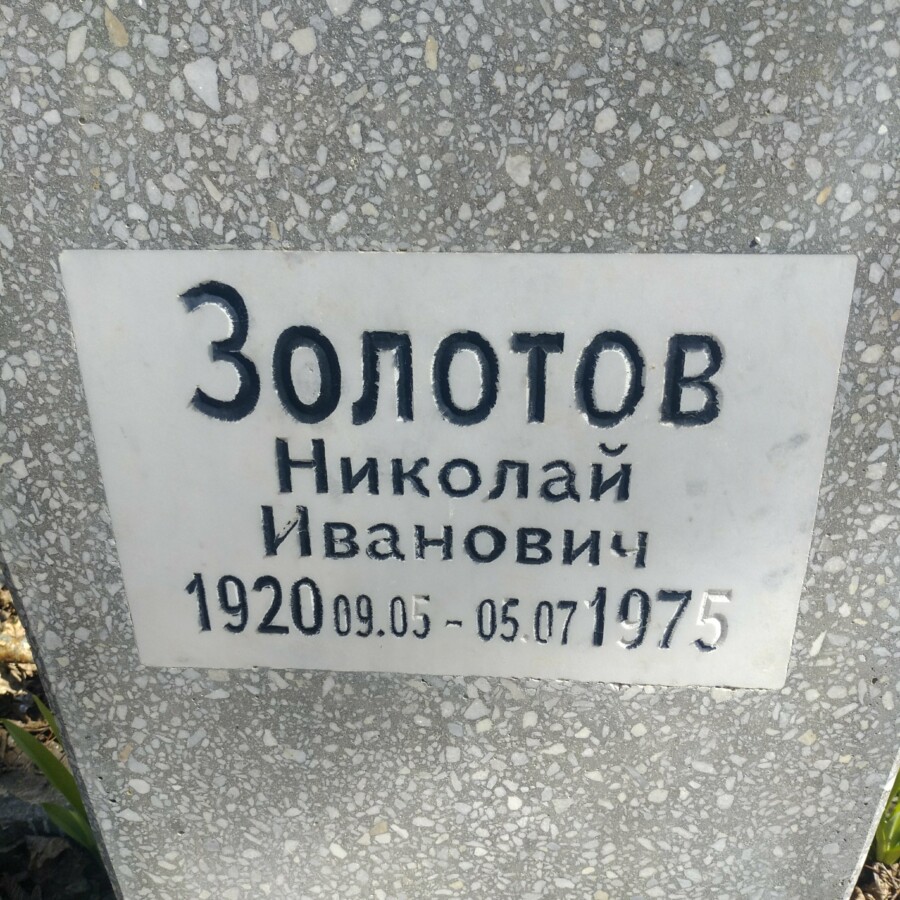 Золотов
Николай
Иванович
1920 09.05 - 05.07 1975